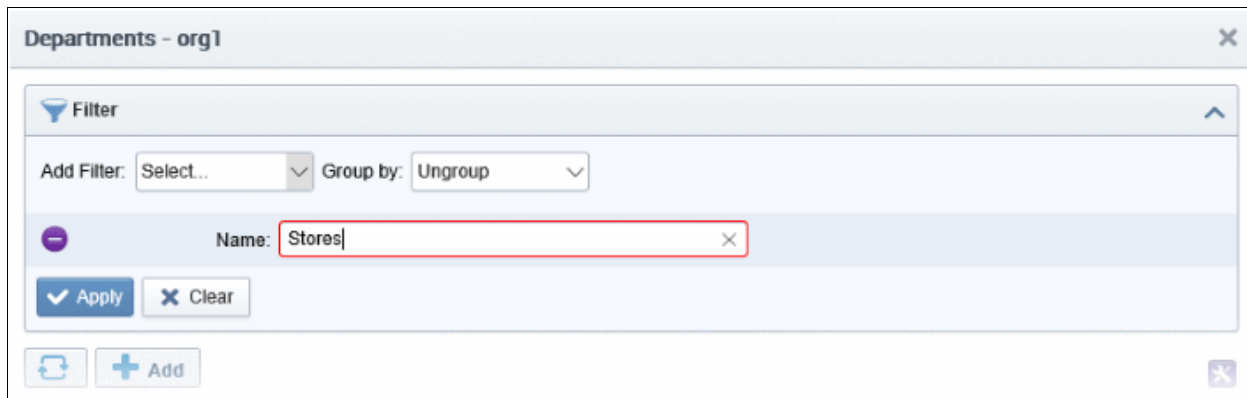 Departments - org1
Filter
Add Filter: Select... Group by: Ungroup
Name: Stores
Apply Clear
Add